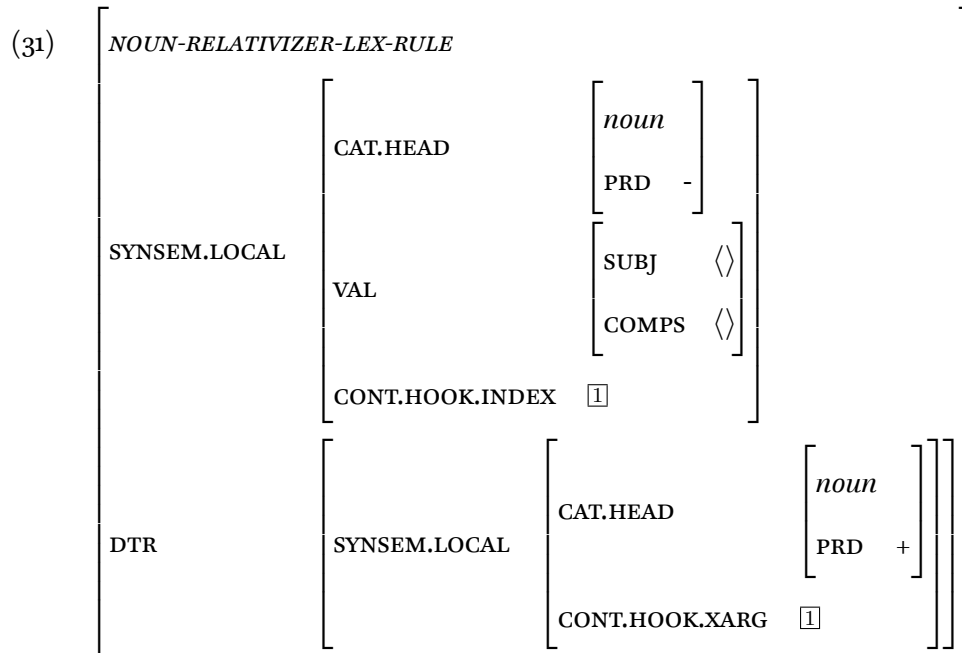 (31)
NOUN-RELATIVIZER-LEX-RULE
noun
CAT.HEAD
PRD -
SYNSEM.LOCAL
SUBJ ⟨⟩
VAL
COMPS ⟨⟩
CONT.HOOK.INDEX 1
noun
CAT.HEAD
DTR SYNSEM.LOCAL PRD +
CONT.HOOK.XARG 1